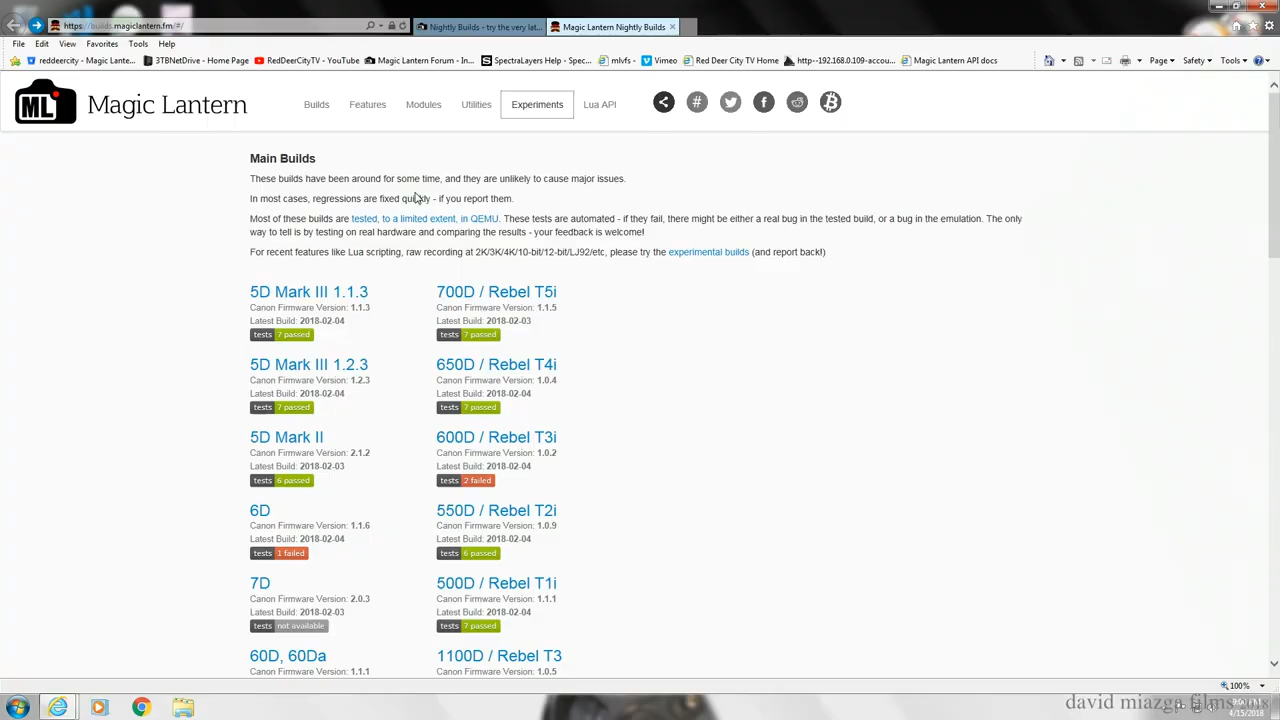 https://builds.magiclantern.fm/#/
Nightly Builds - try the very lat...
Magic Lantern Nightly Builds
File Edit View Favorites Tools Help
reddeercity - Magic Lante...
3TBNetDrive - Home Page
RedDeerCityTV - YouTube
Magic Lantern Forum - In...
SpectraLayers Help - Spec...
mlvfs -
Vimeo
Red Deer City TV Home
http--192.168.0.109-accou...
Magic Lantern API docs
Page
Safety
Tools
ML
Magic Lantern
Builds
Features
Modules
Utilities
Experiments
Lua API
Main Builds
These builds have been around for some time, and they are unlikely to cause major issues.
In most cases, regressions are fixed quickly - if you report them.
Most of these builds are tested, to a limited extent, in QEMU. These tests are automated - if they fail, there might be either a real bug in the tested build, or a bug in the emulation. The only
way to tell is by testing on real hardware and comparing the results - your feedback is welcome!
For recent features like Lua scripting, raw recording at 2K/3K/4K/10-bit/12-bit/LJ92/etc, please try the experimental builds (and report back!)
5D Mark III 1.1.3
Canon Firmware Version: 1.1.3
Latest Build: 2018-02-04
tests 7 passed
700D / Rebel T5i
Canon Firmware Version: 1.1.5
Latest Build: 2018-02-03
tests 7 passed
5D Mark III 1.2.3
Canon Firmware Version: 1.2.3
Latest Build: 2018-02-04
tests 7 passed
650D / Rebel T4i
Canon Firmware Version: 1.0.4
Latest Build: 2018-02-04
tests 7 passed
5D Mark II
Canon Firmware Version: 2.1.2
Latest Build: 2018-02-03
tests 6 passed
600D / Rebel T3i
Canon Firmware Version: 1.0.2
Latest Build: 2018-02-04
tests 2 failed
6D
Canon Firmware Version: 1.1.6
Latest Build: 2018-02-04
tests 1 failed
550D / Rebel T2i
Canon Firmware Version: 1.0.9
Latest Build: 2018-02-04
tests 6 passed
7D
Canon Firmware Version: 2.0.3
Latest Build: 2018-02-03
tests not available
500D / Rebel T1i
Canon Firmware Version: 1.1.1
Latest Build: 2018-02-04
tests 7 passed
60D, 60Da
Canon Firmware Version: 1.1.1
1100D / Rebel T3
Canon Firmware Version: 1.0.5
100%
david miazga films
4/15/2018